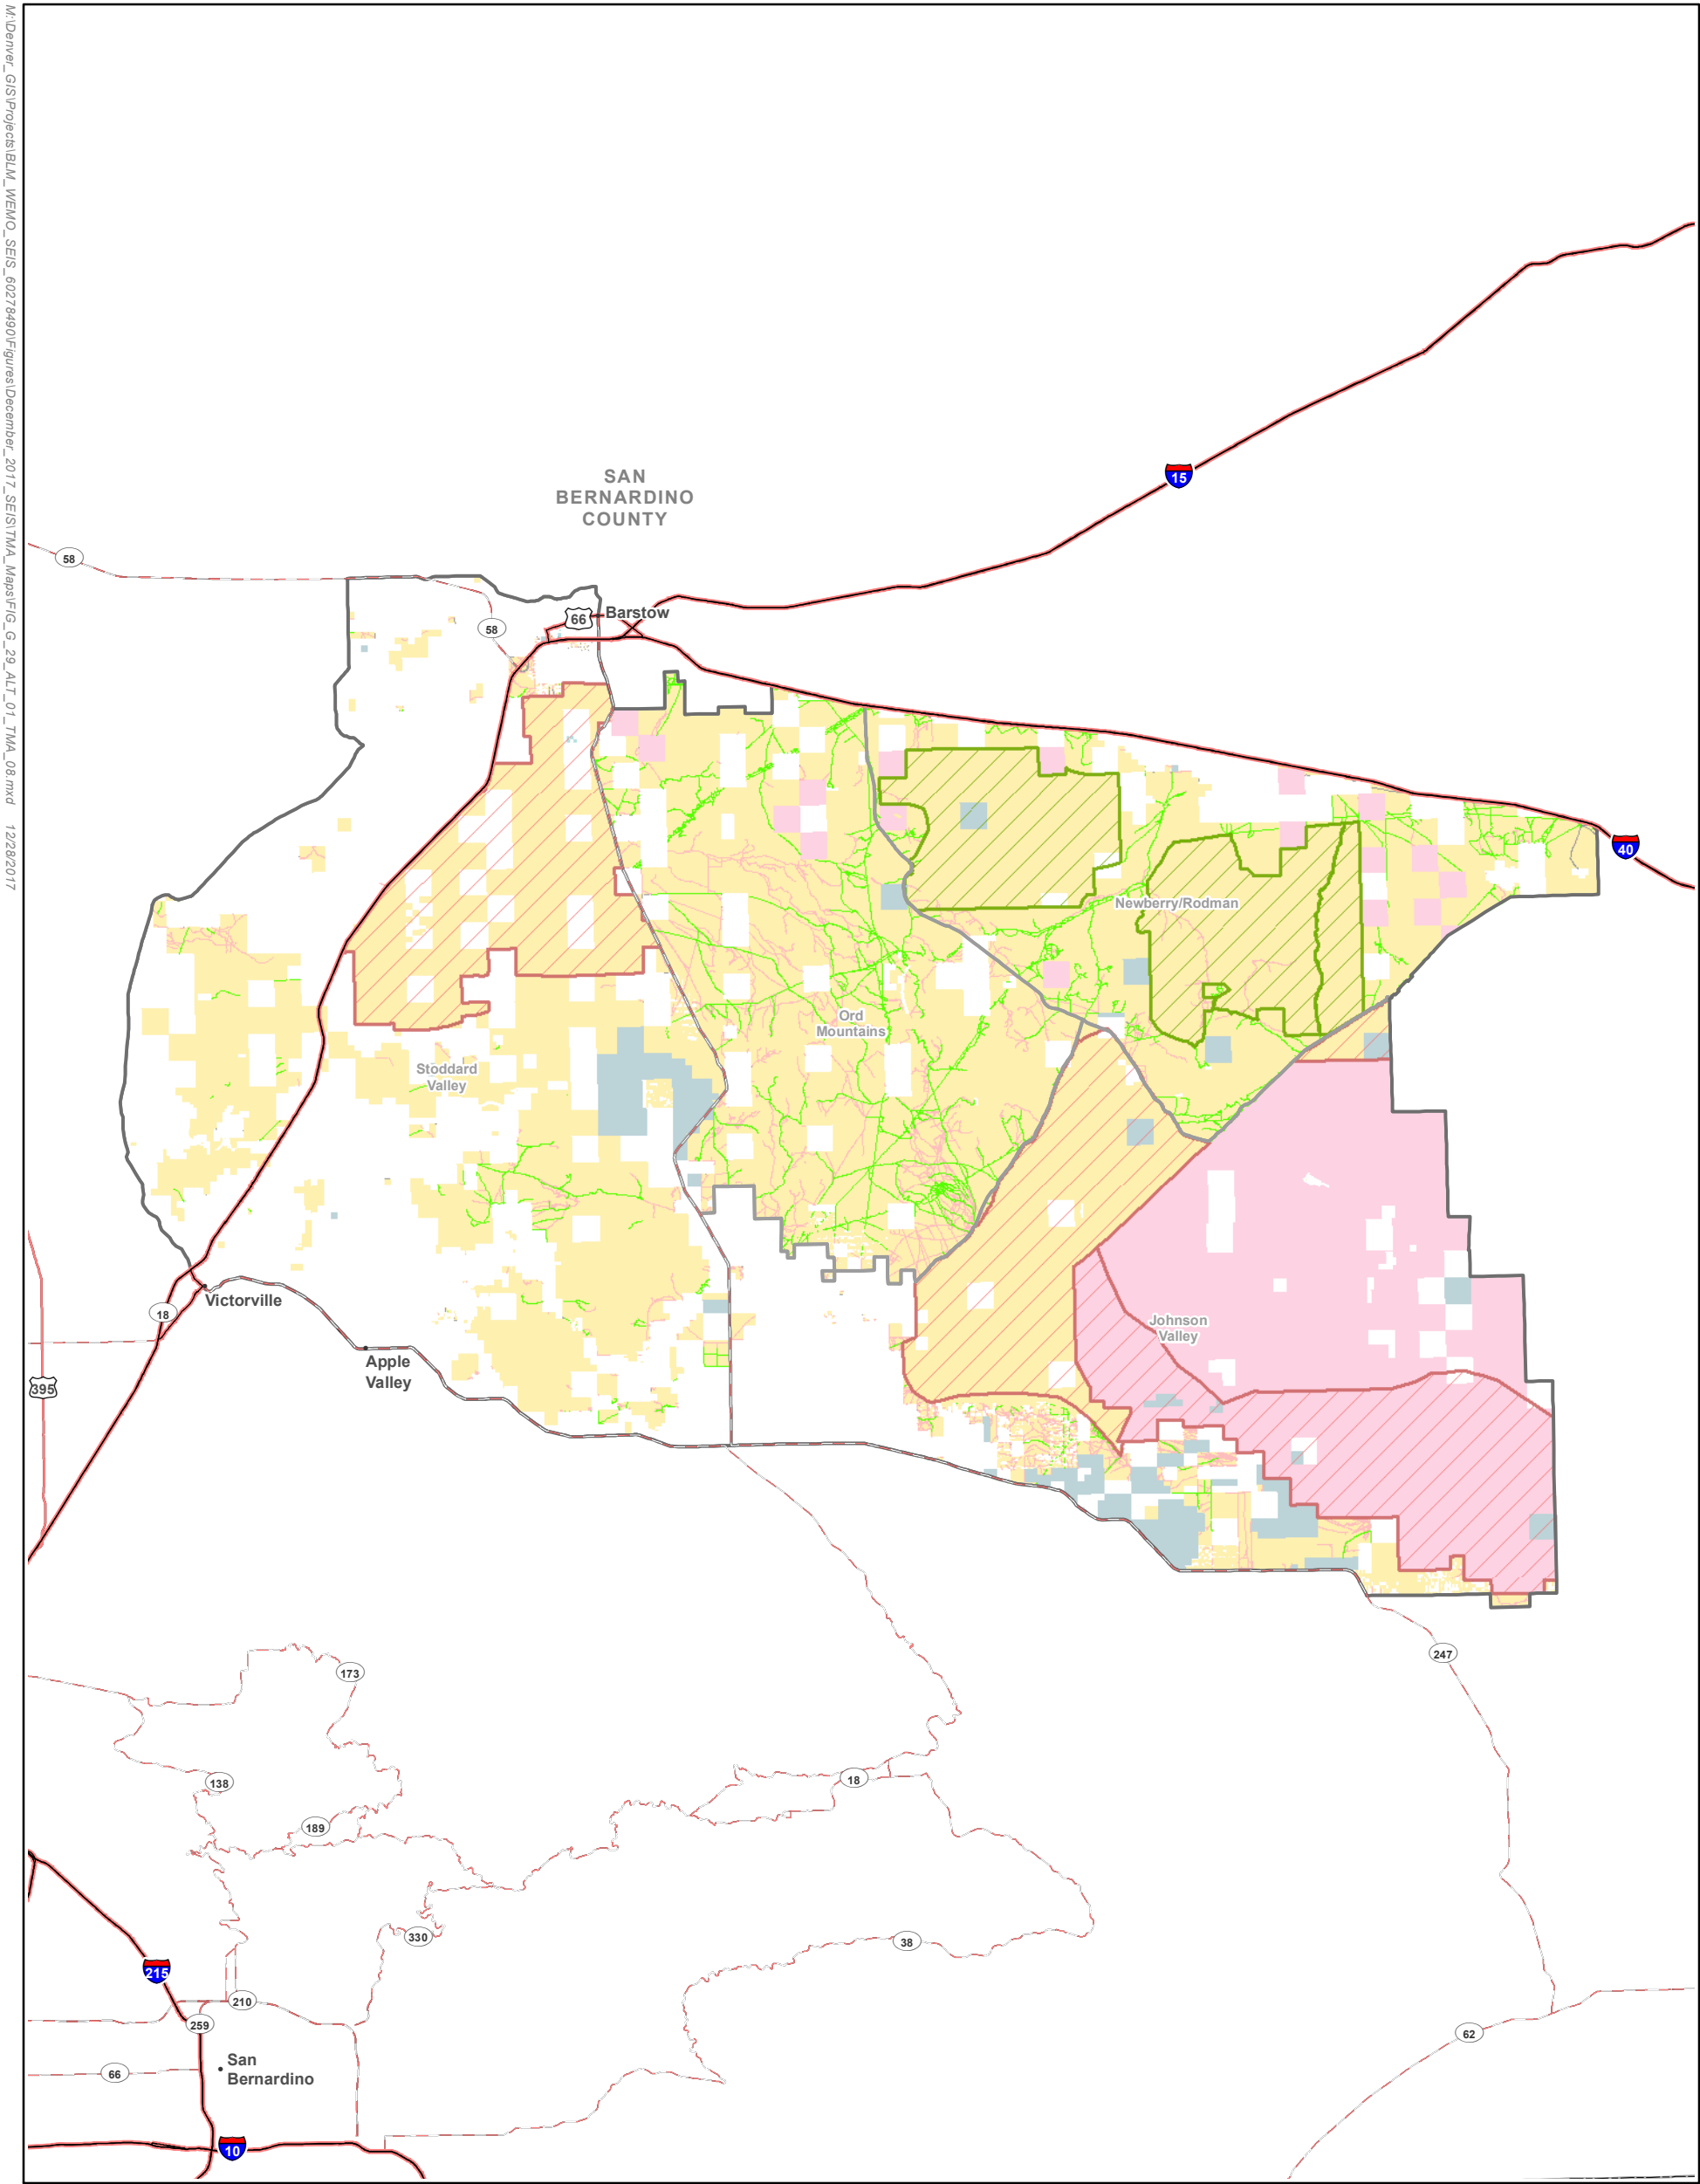 M:\Denver_GIS\Projects\BLM_WEMO_SEIS_60278490\Figures\December_2017_SEIS\TMA_Maps\FIG_G_29_ALT_01_TMA_08.mxd 12/28/2017
15
SAN
BERNARDINO
COUNTY
58
58
66
Barstow
40
Newberry/Rodman
Ord
Mountains
Stoddard
Valley
Victorville
18
Johnson
Valley
Apple
Valley
395
247
173
138
18
189
330
38
215
210
259
62
66
San
Bernardino
10